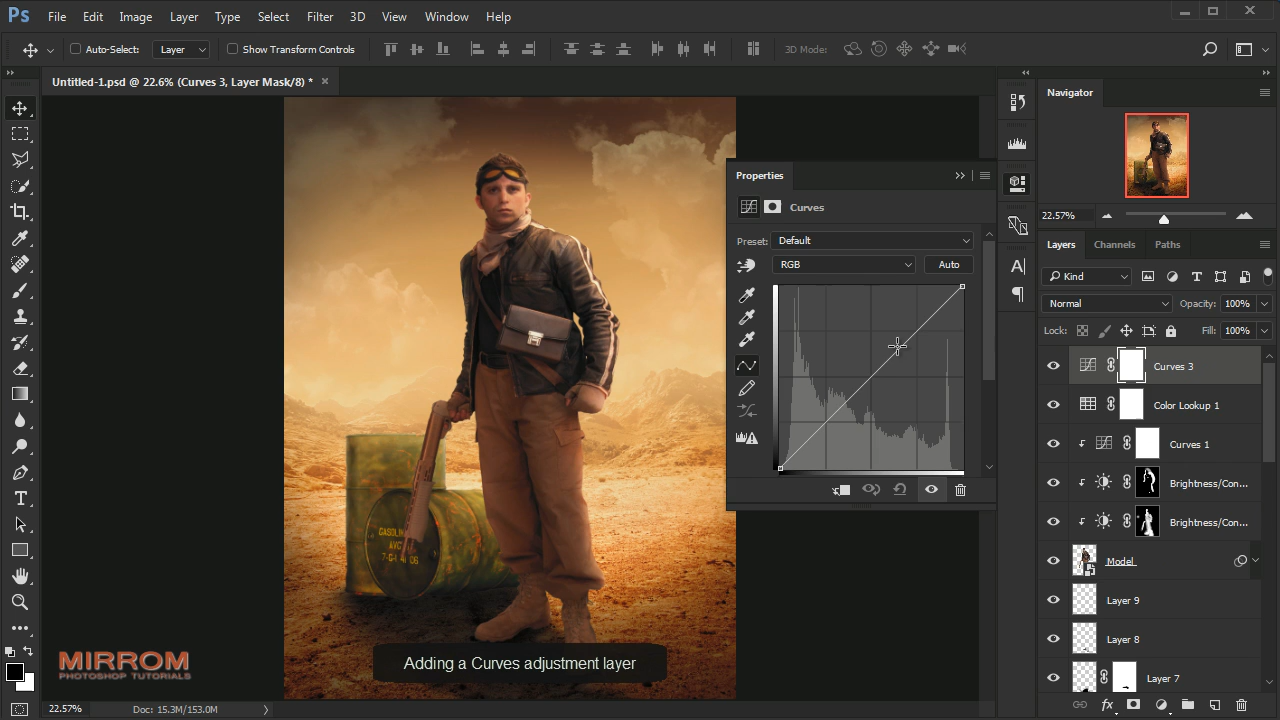 Ps File Edit Image Layer Type Select Filter 3D View Window Help
Auto-Select: Layer Show Transform Controls 3D Mode:
Untitled-1.psd @ 22.6% (Curves 3, Layer Mask/8) * ×
Navigator
22.57%
Properties
Curves
Preset: Default
RGB Auto
Layers Channels Paths
Kind
Normal Opacity: 100%
Lock: Fill: 100%
Curves 3
Color Lookup 1
Curves 1
Brightness/Con...
Brightness/Con...
Model
Layer 9
Layer 8
Layer 7
fx
GASOLIN
MIRROM
PHOTOSHOP TUTORIALS
Adding a Curves adjustment layer
22.57% Doc: 15.3M/153.0M